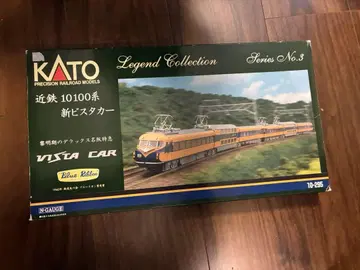 KATO
PRECISION RAILROAD MODELS
Legend Collection
Series No.3
近鉄 10100系
新ビスタカー
黎明期のデラックス名阪特急
VISTA CAR
Blue Ribbon
N-GAUGE
10-295